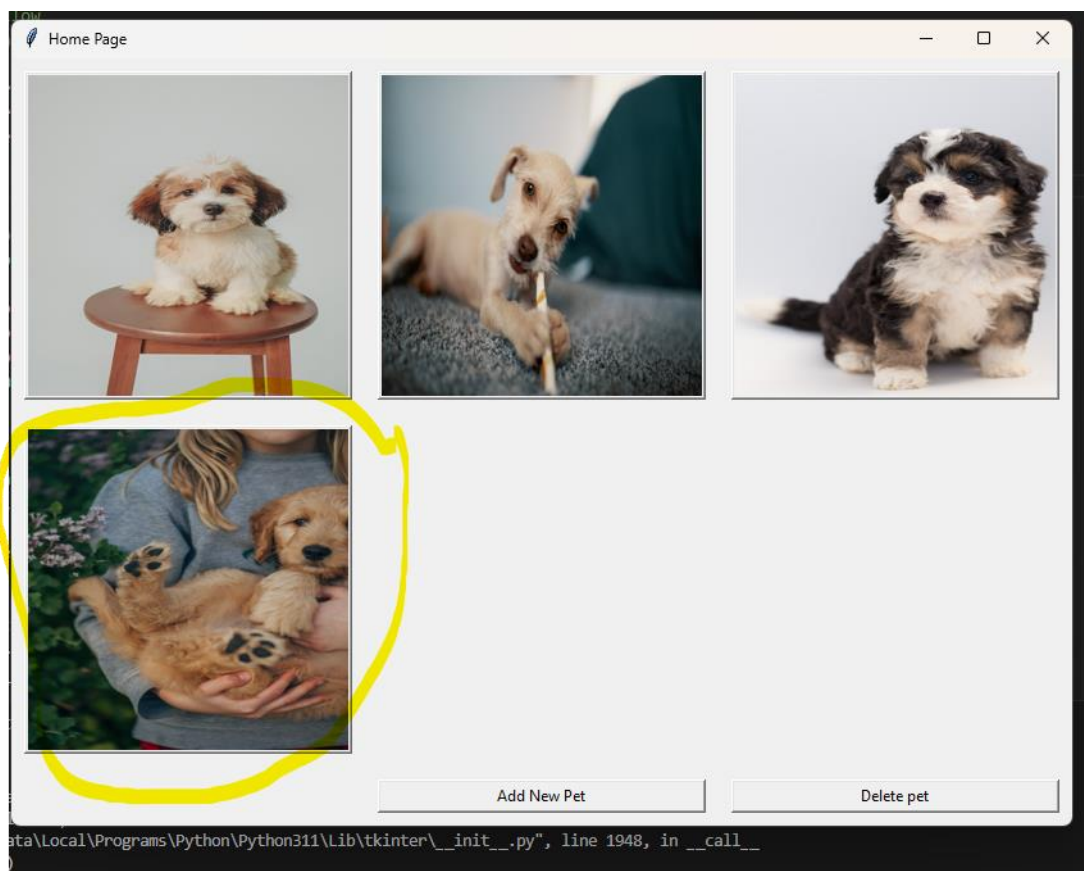 low
Home Page
Add New Pet
Delete pet
ata\Local\Programs\Python\Python311\Lib\tkinter\__init__.py", line 1948, in __call__
)